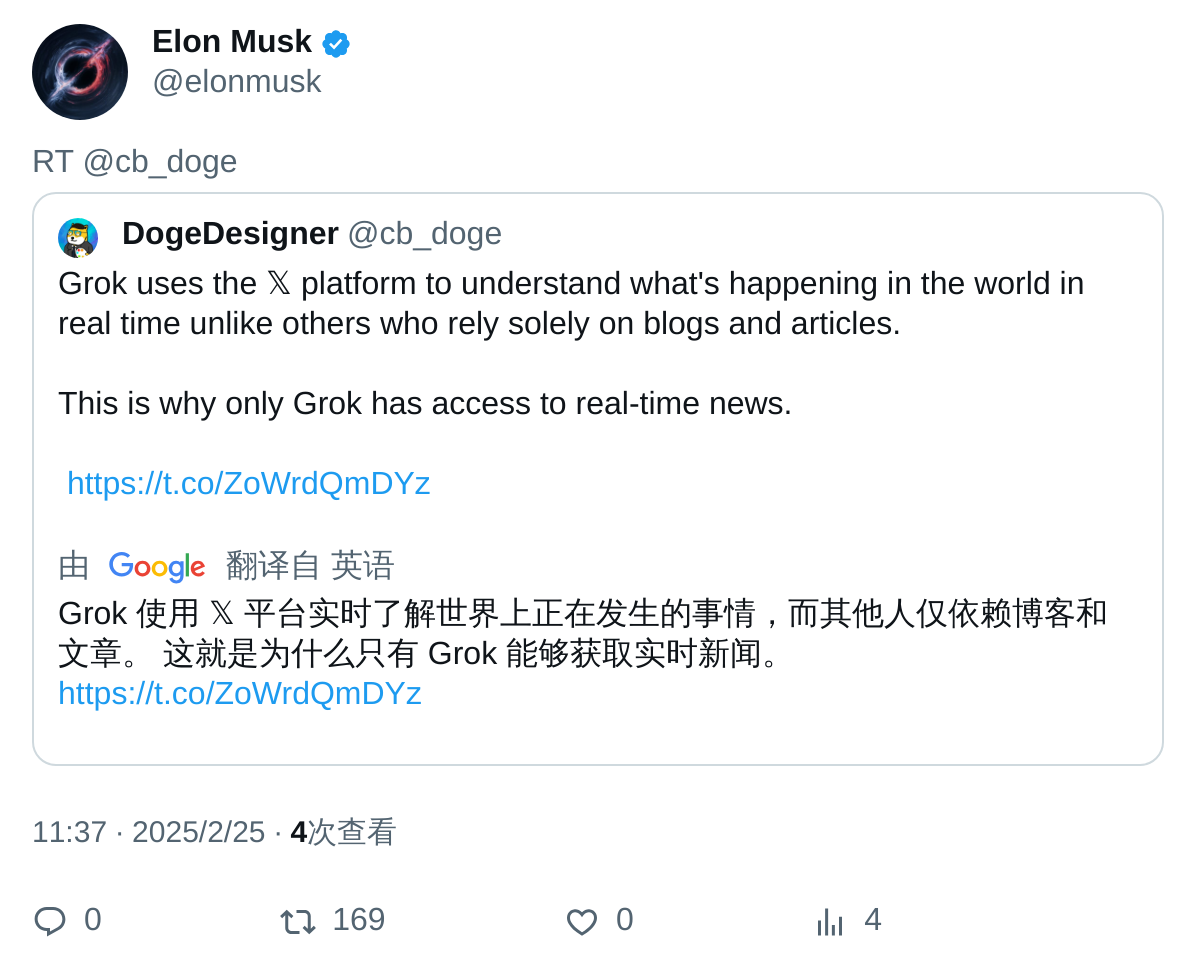 Elon Musk
@elonmusk
RT @cb_doge
DogeDesigner @cb_doge
Grok uses the 𝕏 platform to understand what's happening in the world in
real time unlike others who rely solely on blogs and articles.
This is why only Grok has access to real-time news.
https://t.co/ZoWrdQmDYz
由 Google 翻译自 英语
Grok 使用 𝕏 平台实时了解世界上正在发生的事情，而其他人仅依赖博客和
文章。 这就是为什么只有 Grok 能够获取实时新闻。
https://t.co/ZoWrdQmDYz
11:37 · 2025/2/25 · 4次查看
0 169 0 4